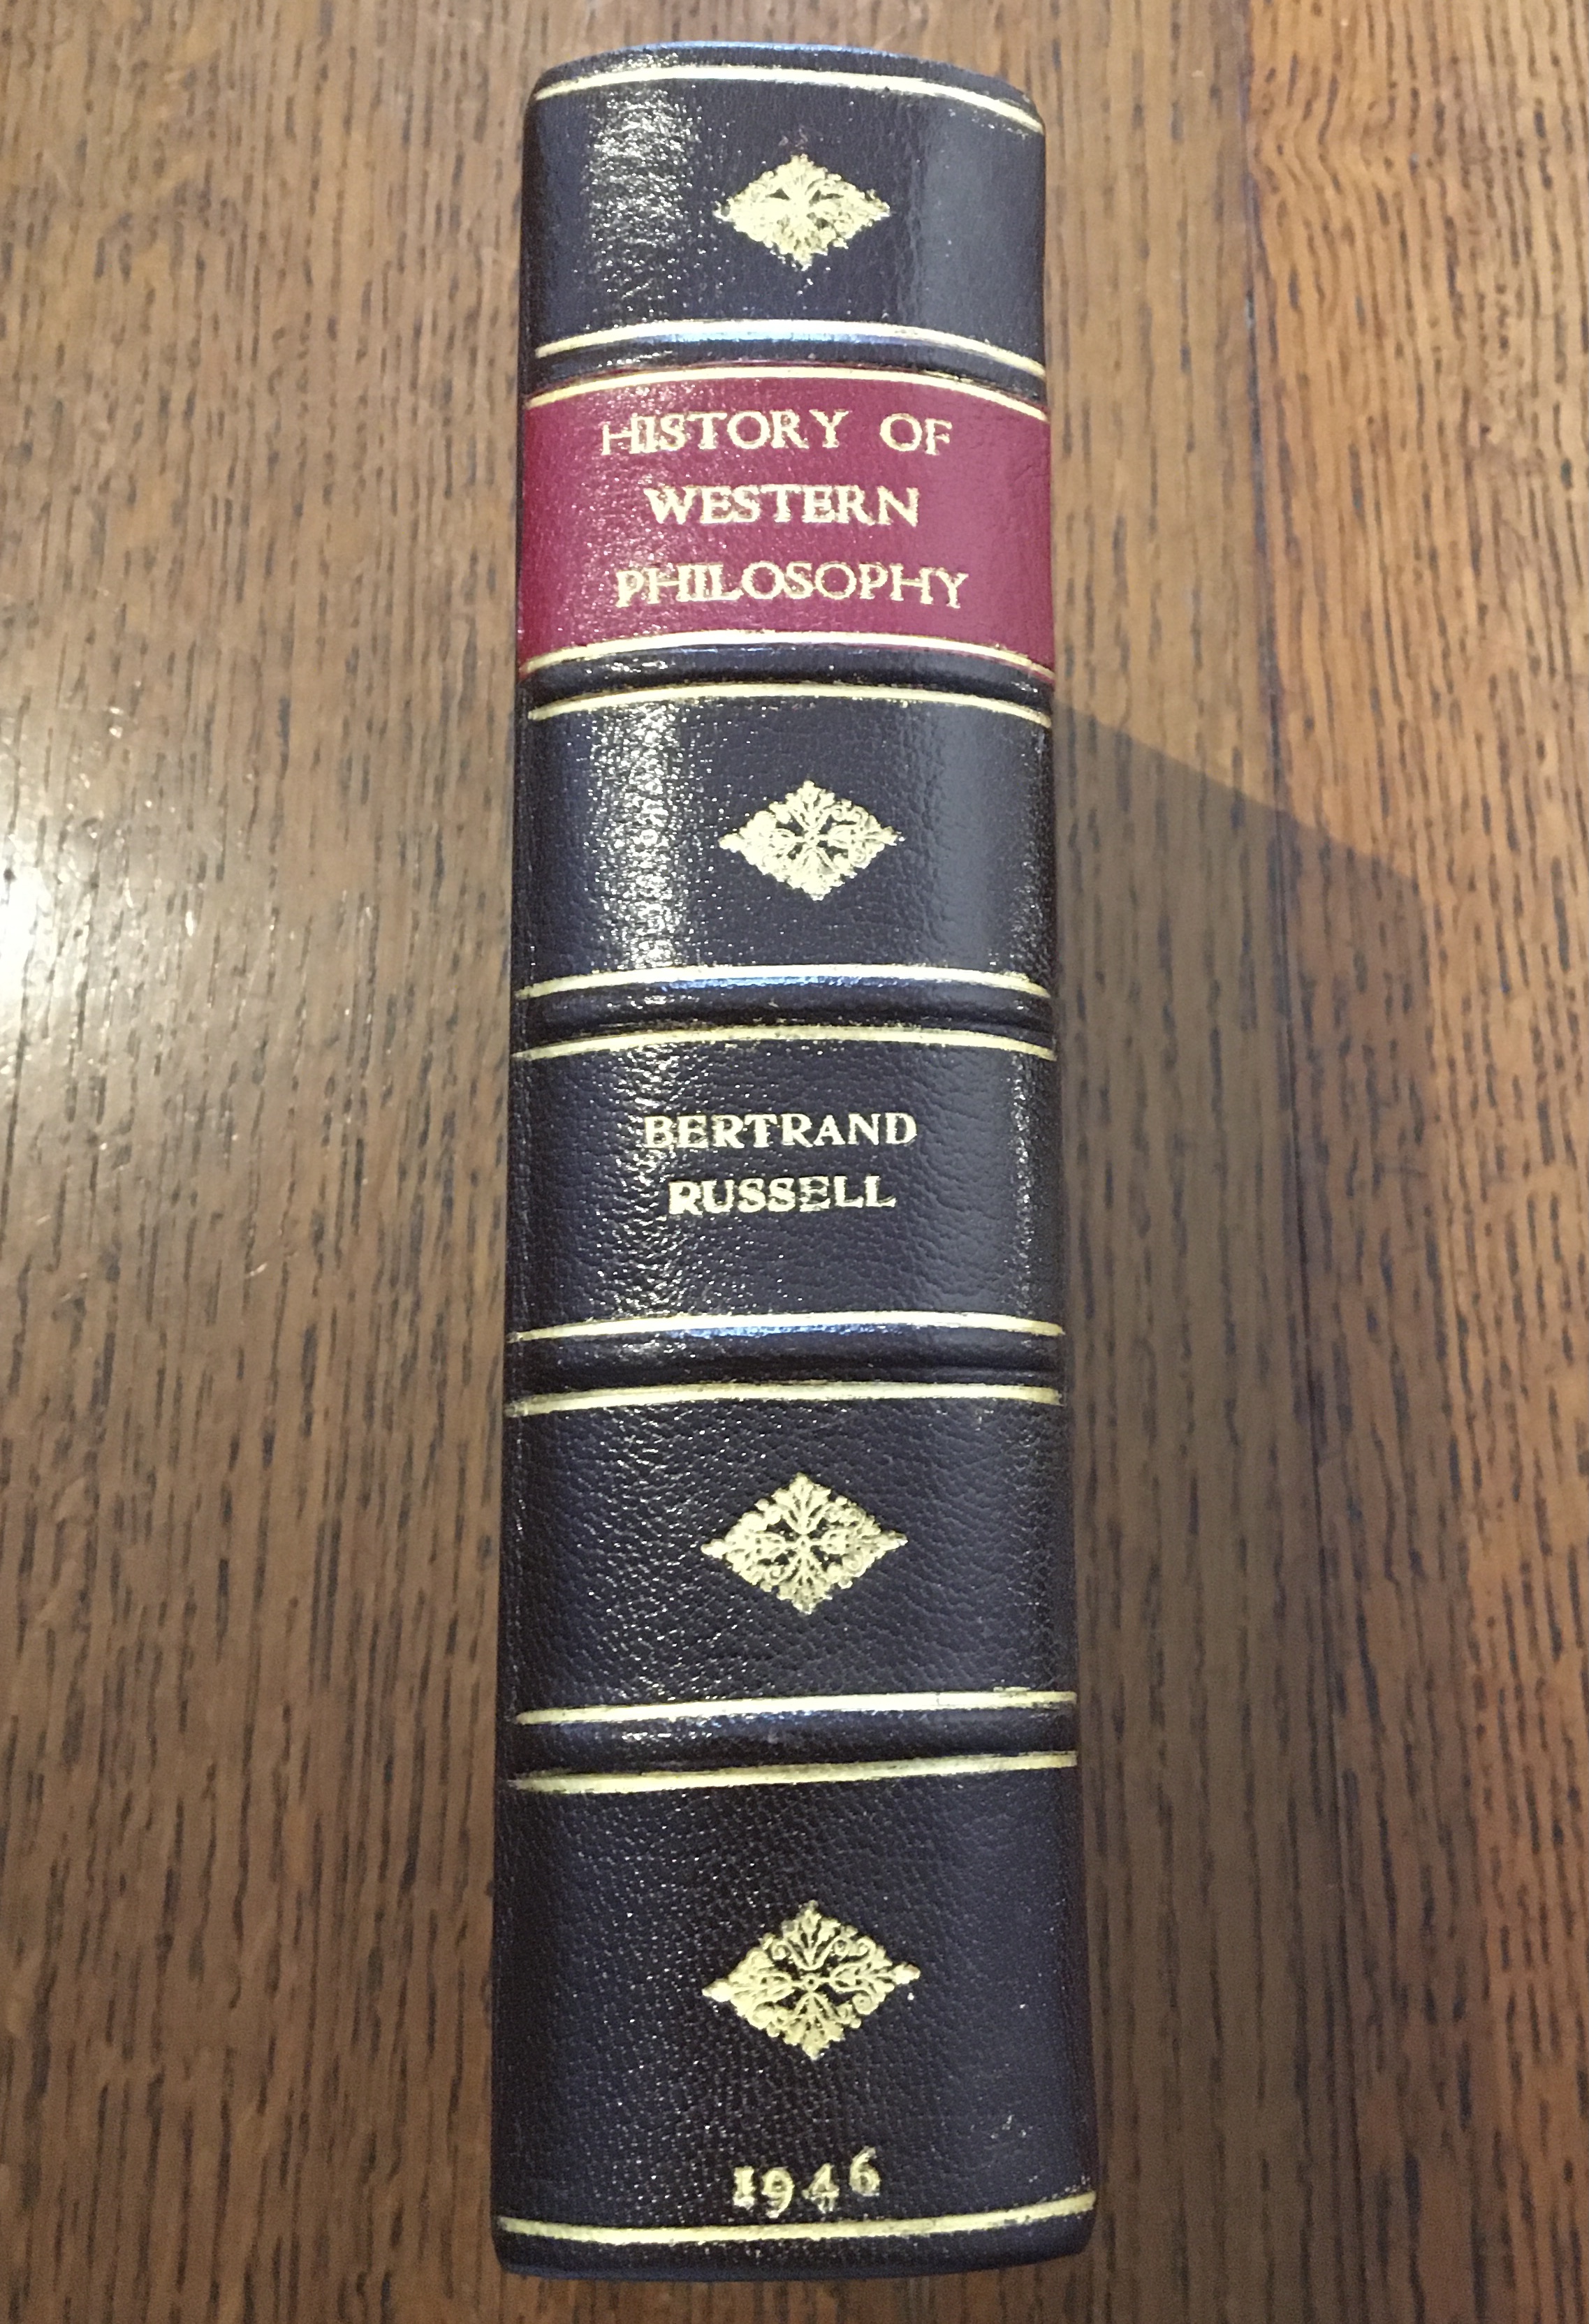 HISTORY OF
WESTERN
PHILOSOPHY
BERTRAND
RUSSELL
1946